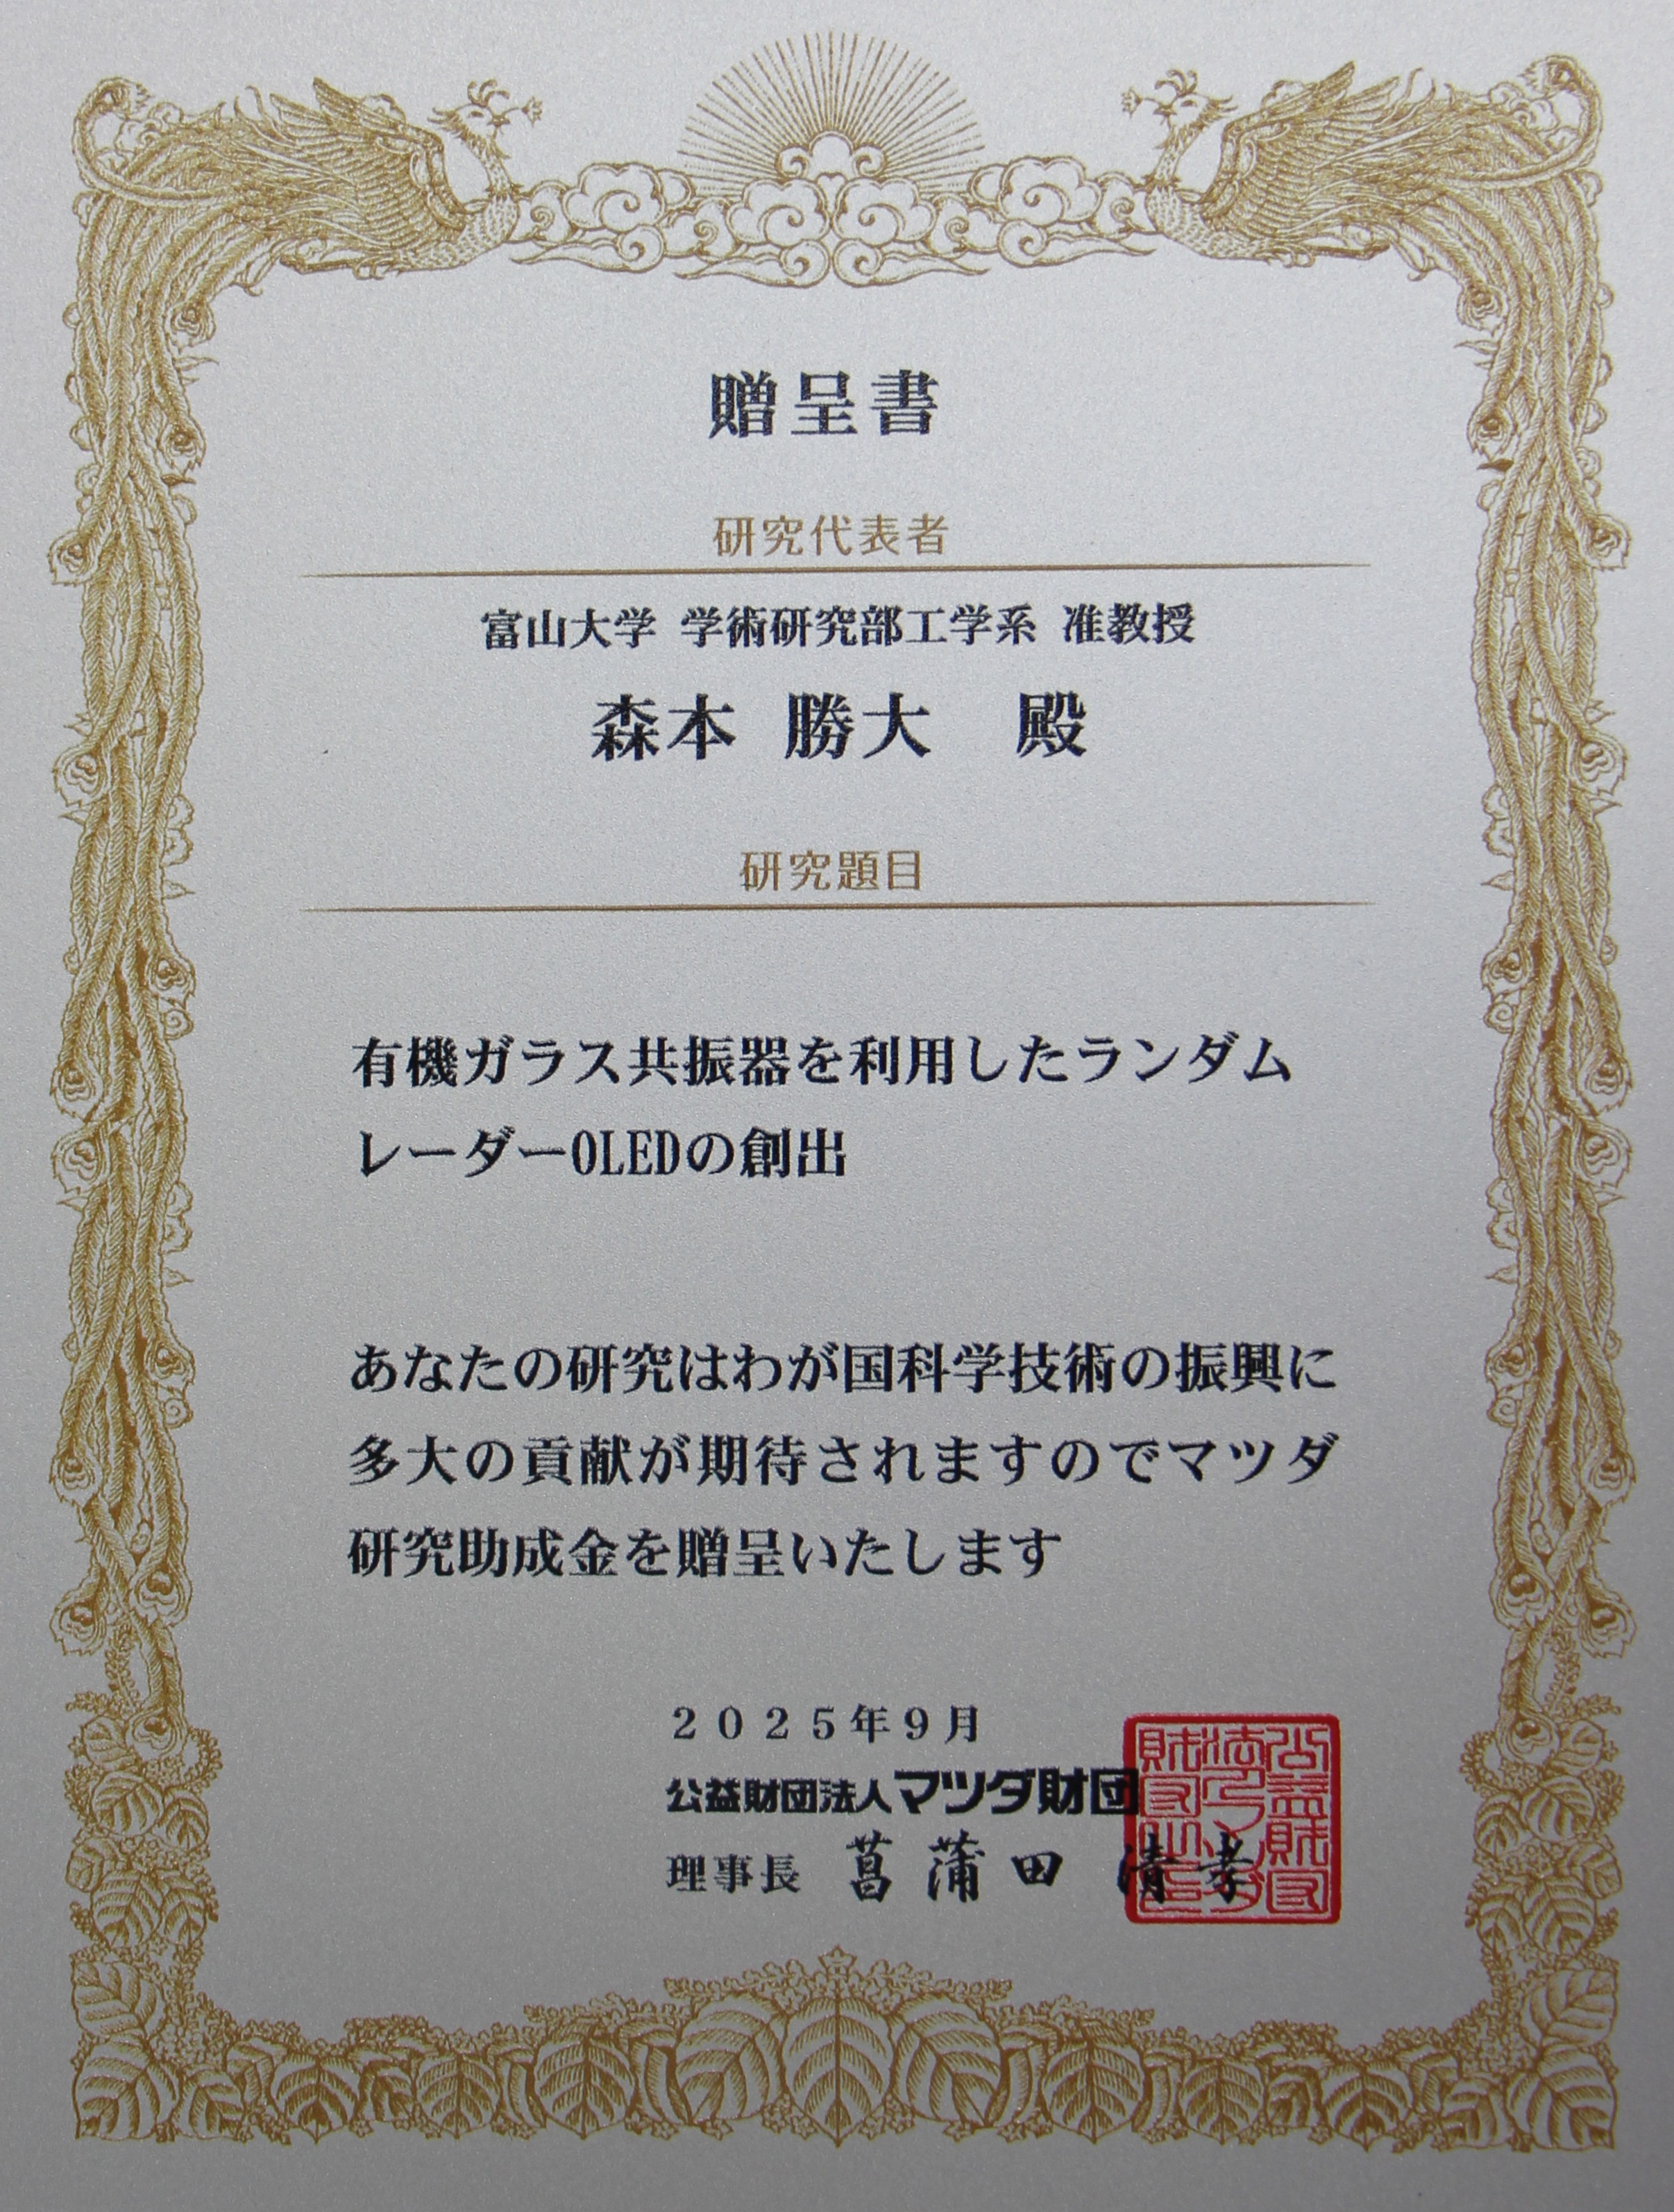 贈呈書
研究代表者
富山大学 学術研究部工学系 准教授
森本 勝大 殿
研究題目
有機ガラス共振器を利用したランダム
レーダーOLEDの創出
あなたの研究はわが国科学技術の振興に
多大の貢献が期待されますのでマツダ
研究助成金を贈呈いたします
2025年9月
公益財団法人マツダ財団
理事長 菖蒲田 清孝